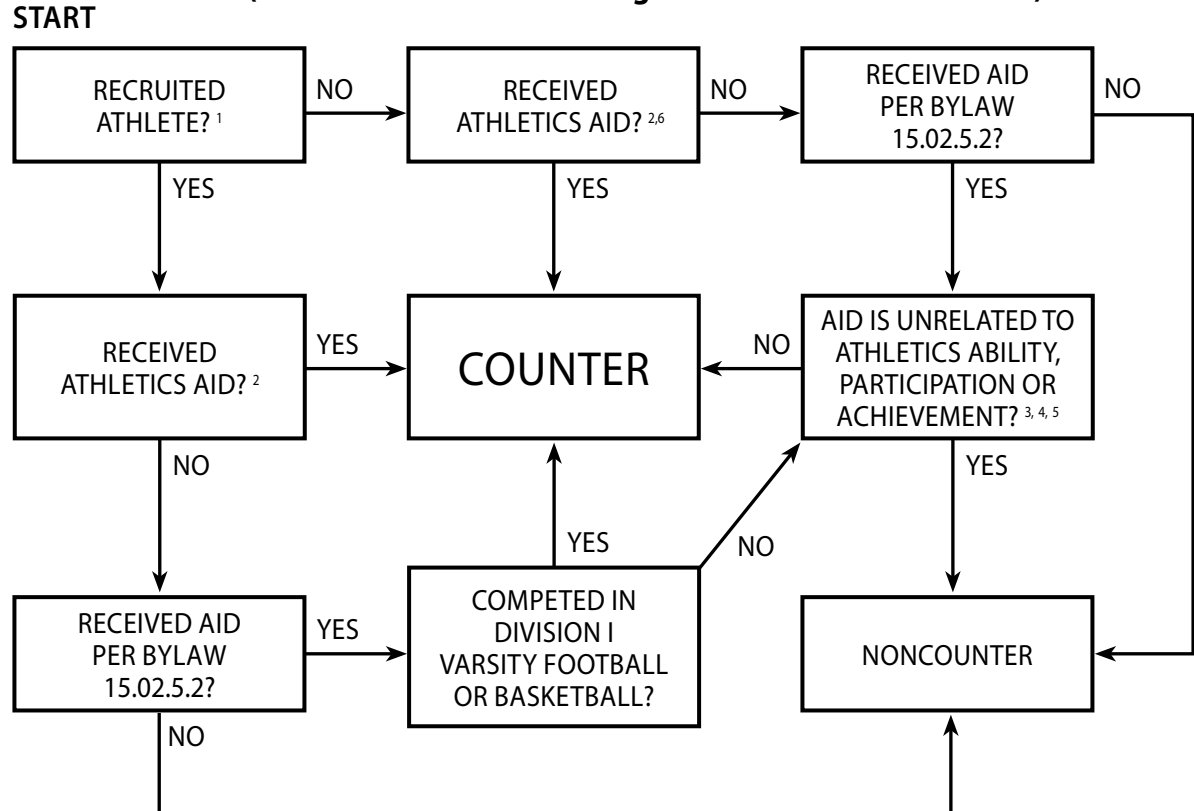 START
RECRUITED
ATHLETE? 1
NO
RECEIVED
ATHLETICS AID? 2,6
NO
RECEIVED AID
PER BYLAW
15.02.5.2?
NO
YES
YES
YES
RECEIVED
ATHLETICS AID? 2
YES
COUNTER
NO
AID IS UNRELATED TO
ATHLETICS ABILITY,
PARTICIPATION OR
ACHIEVEMENT? 3, 4, 5
NO
YES
YES
NO
RECEIVED AID
PER BYLAW
15.02.5.2?
YES
COMPETED IN
DIVISION I
VARSITY FOOTBALL
OR BASKETBALL?
NONCOUNTER
NO